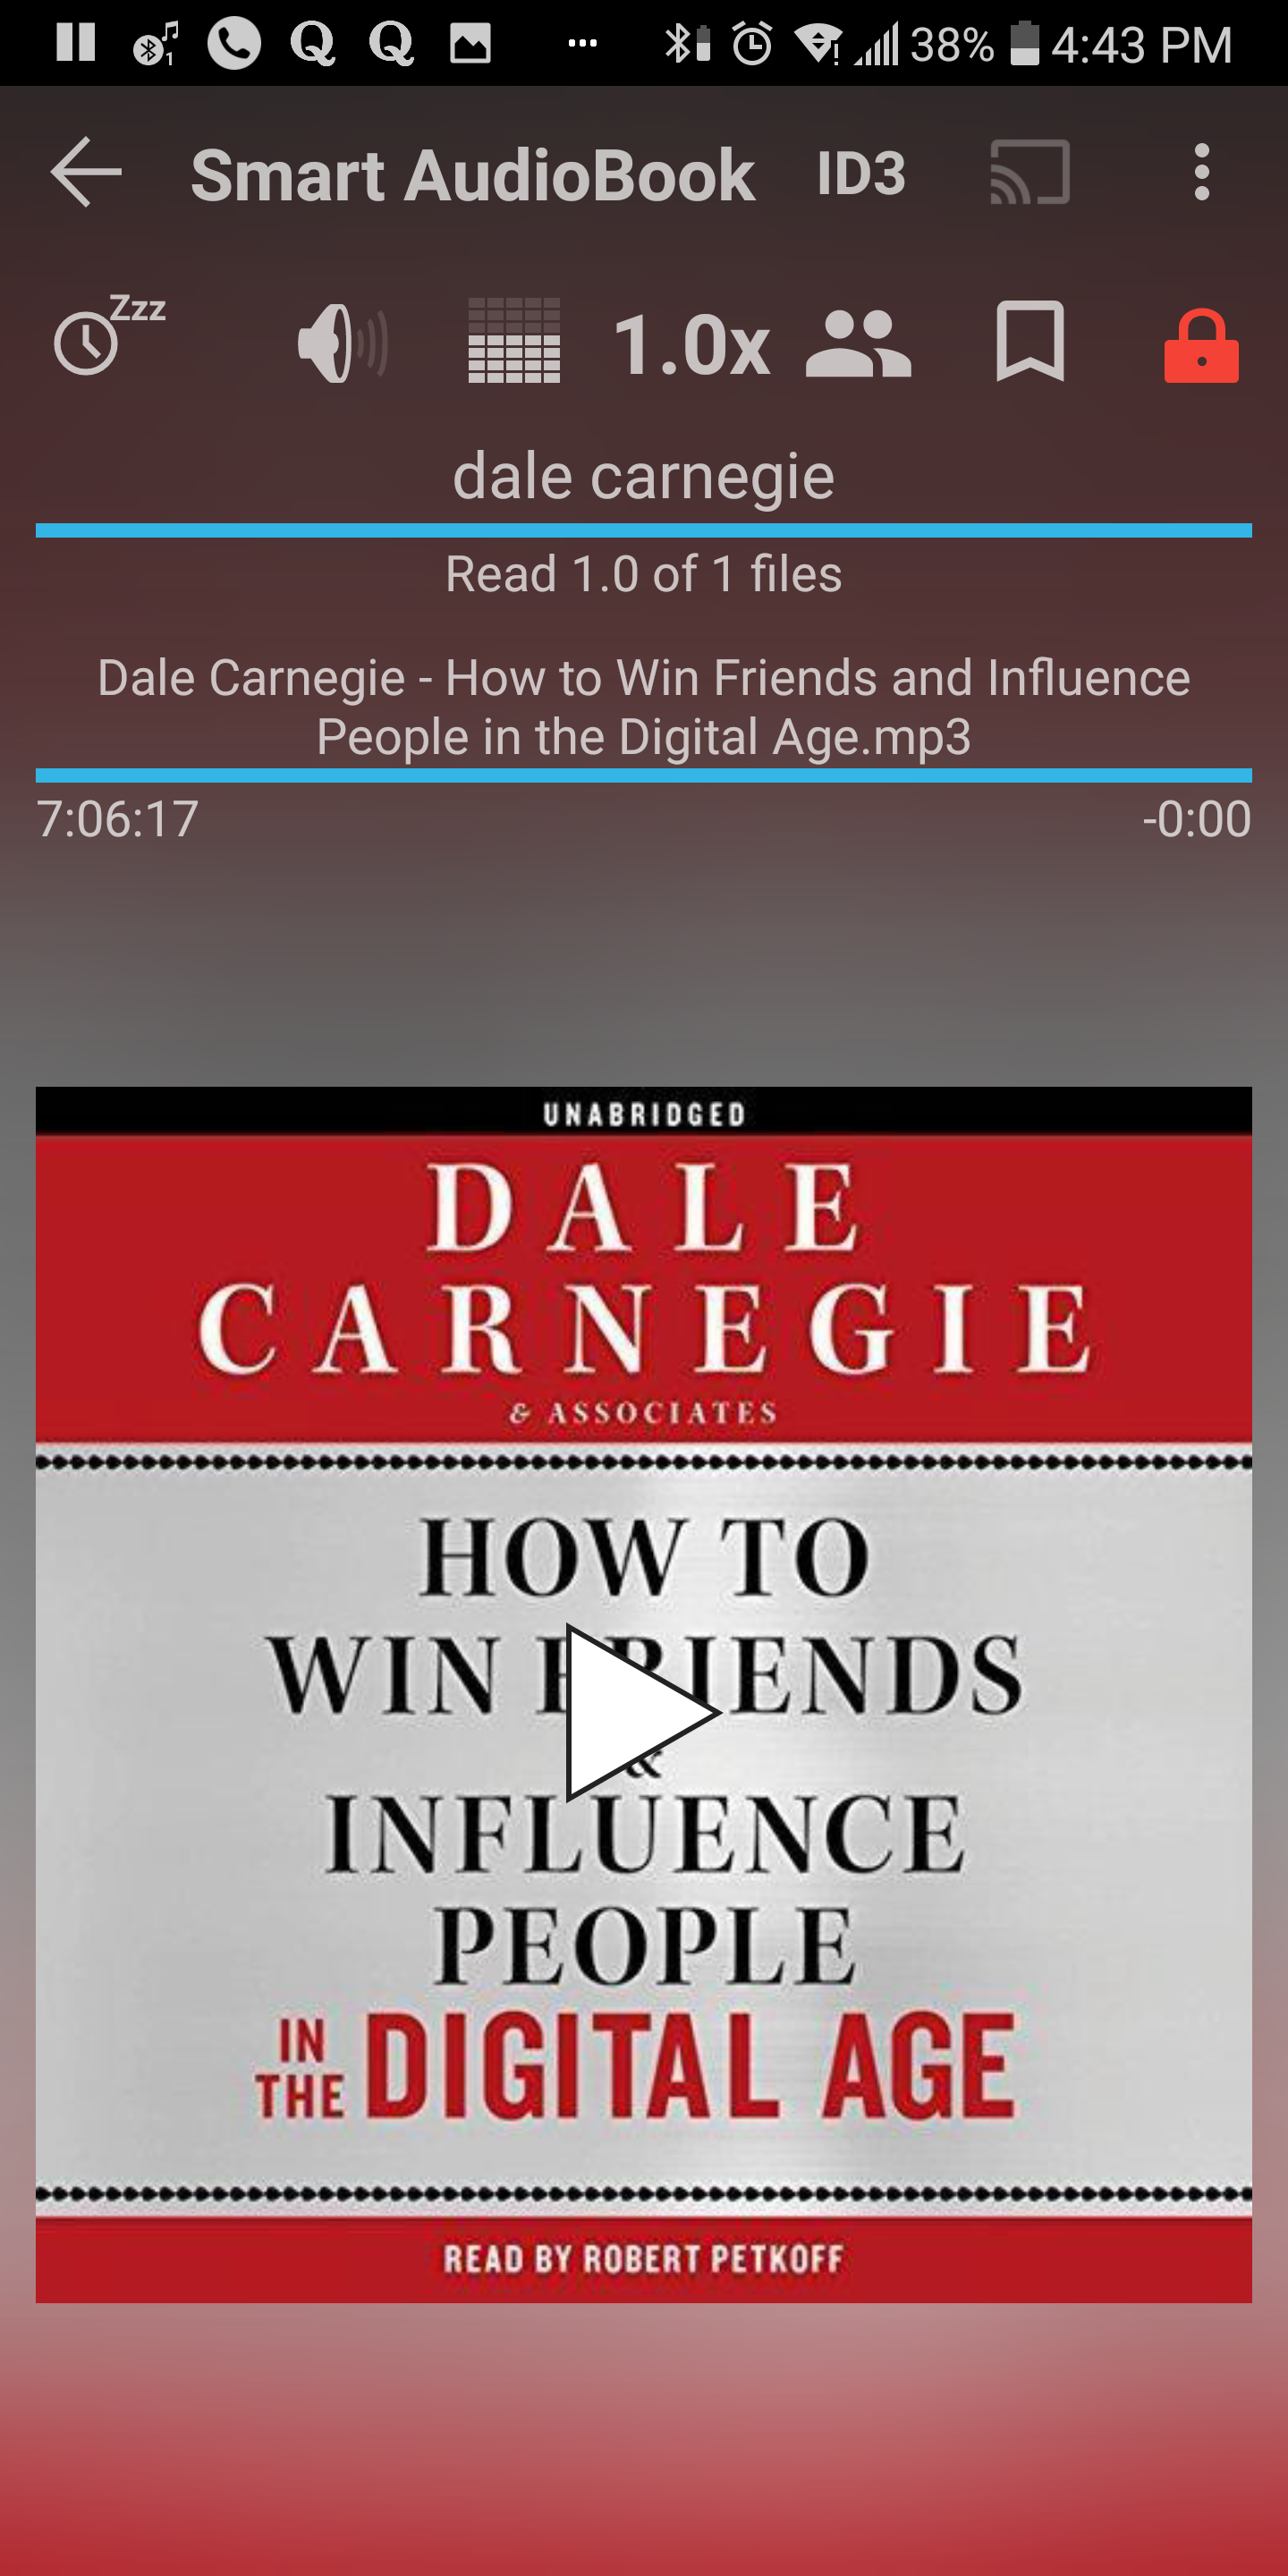 38% 4:43 PM
Smart AudioBook ID3
Zzz
1.0x
dale carnegie
Read 1.0 of 1 files
Dale Carnegie - How to Win Friends and Influence
People in the Digital Age.mp3
7:06:17 -0:00
UNABRIDGED
DALE
CARNEGIE
& ASSOCIATES
HOW TO
WIN FRIENDS
&
INFLUENCE
PEOPLE
IN THE DIGITAL AGE
READ BY ROBERT PETKOFF